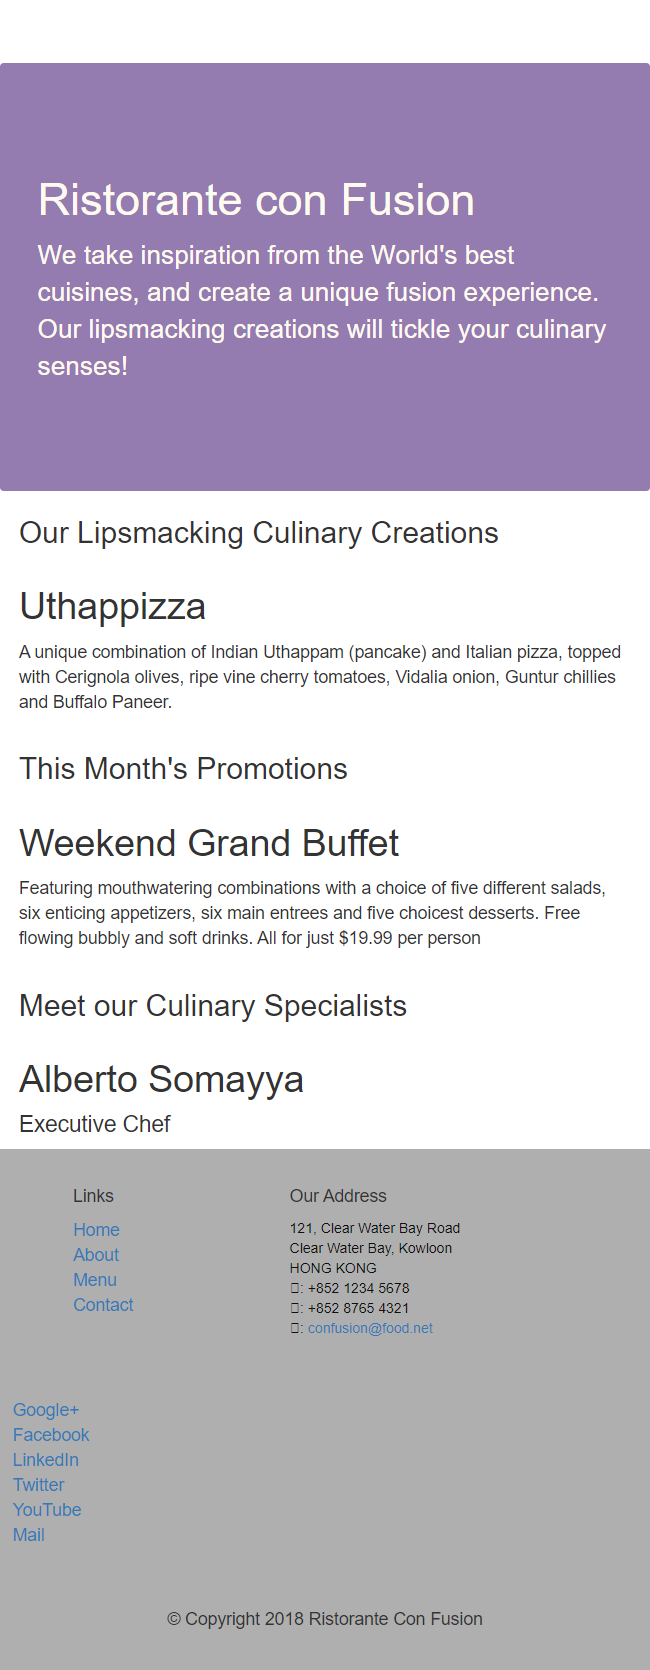 Ristorante con Fusion
We take inspiration from the World's best
cuisines, and create a unique fusion experience.
Our lipsmacking creations will tickle your culinary
senses!
Our Lipsmacking Culinary Creations
Uthappizza
A unique combination of Indian Uthappam (pancake) and Italian pizza, topped
with Cerignola olives, ripe vine cherry tomatoes, Vidalia onion, Guntur chillies
and Buffalo Paneer.
This Month's Promotions
Weekend Grand Buffet
Featuring mouthwatering combinations with a choice of five different salads,
six enticing appetizers, six main entrees and five choicest desserts. Free
flowing bubbly and soft drinks. All for just $19.99 per person
Meet our Culinary Specialists
Alberto Somayya
Executive Chef
Links
Home
About
Menu
Contact
Our Address
121, Clear Water Bay Road
Clear Water Bay, Kowloon
HONG KONG
: +852 1234 5678
: +852 8765 4321
: confusion@food.net
Google+
Facebook
LinkedIn
Twitter
YouTube
Mail
© Copyright 2018 Ristorante Con Fusion